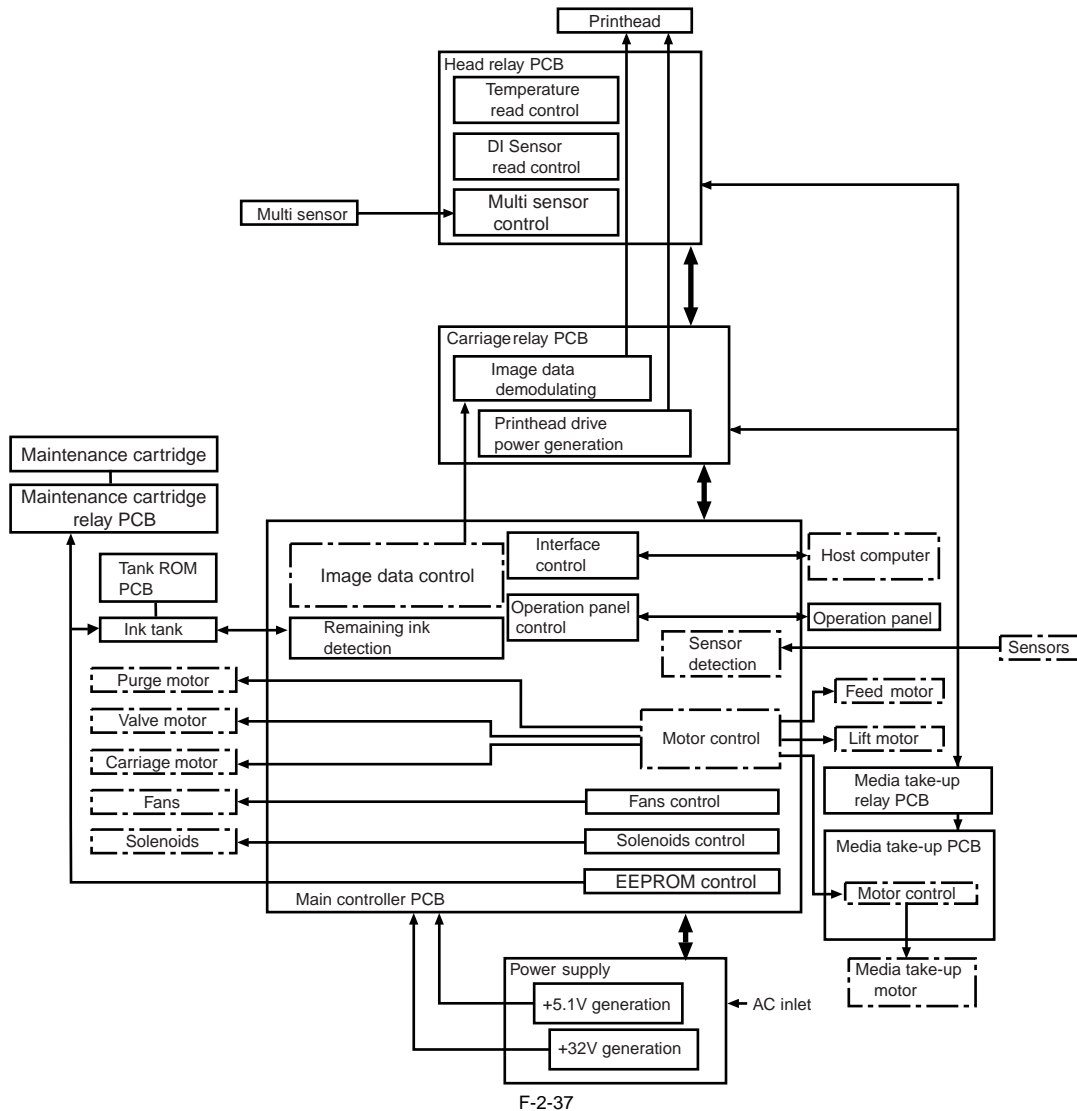 Printhead
Head relay PCB
Temperature
read control
DI Sensor
read control
Multi sensor
control
Multi sensor
Carriage relay PCB
Image data
demodulating
Printhead drive
power generation
Maintenance cartridge
Maintenance cartridge
relay PCB
Tank ROM
PCB
Ink tank
Image data control
Interface
control
Host computer
Operation panel
control
Operation panel
Remaining ink
detection
Sensor
detection
Sensors
Purge motor
Valve motor
Carriage motor
Fans
Solenoids
Motor control
Feed motor
Lift motor
Fans control
Solenoids control
EEPROM control
Main controller PCB
Media take-up
relay PCB
Media take-up PCB
Motor control
Media take-up
motor
Power supply
+5.1V generation
+32V generation
AC inlet
F-2-37